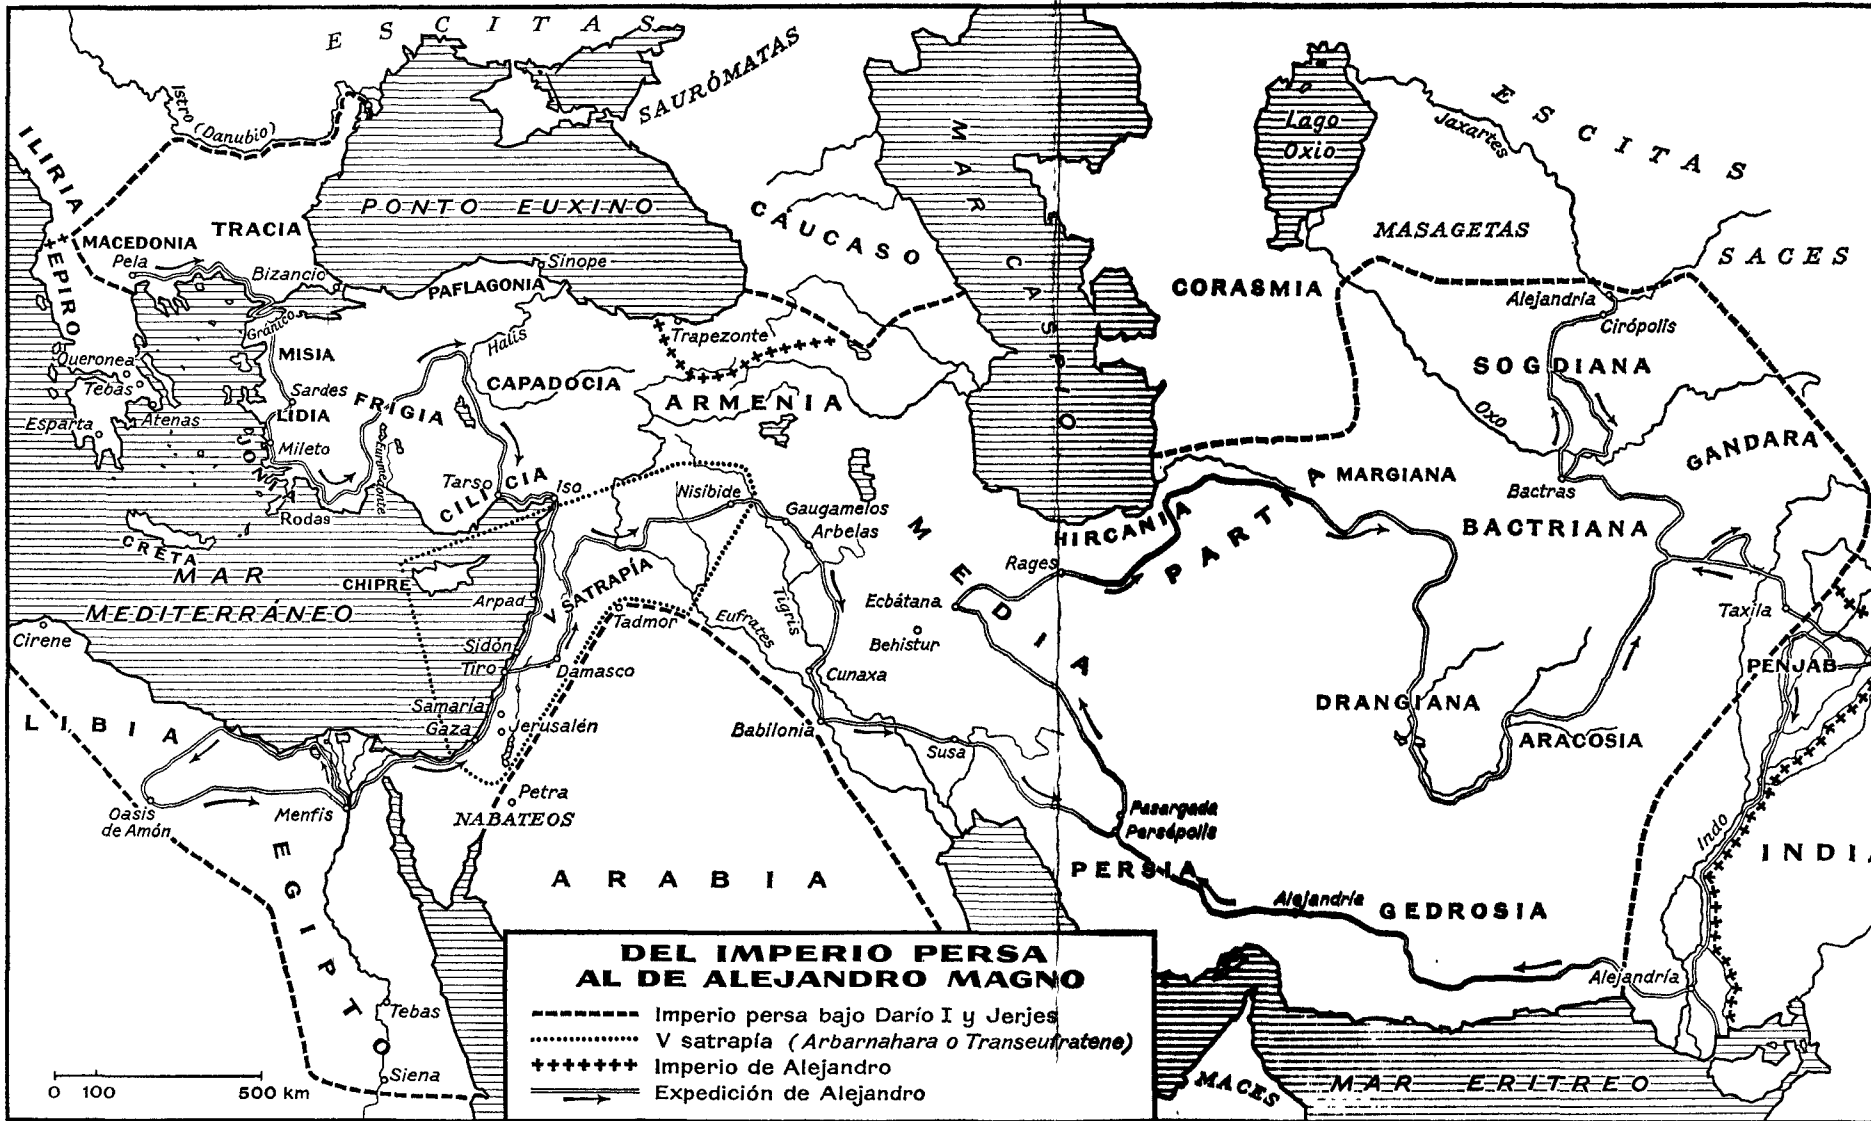 ESCITAS
SAURÓMATAS
Istro (Danubio)
ILIRIA
TRACIA
PONTO EUXINO
CÁUCASO
MAR CASPIO
Lago
Oxio
Jaxartes
ESCITAS
MASAGETAS
SACES
CORASMIA
MACEDONIA
Pela
EPIRO
Bizancio
Sinope
PAFLAGONIA
Gránico
MISIA
Halis
Trapezonte
Alejandría
Cirópolis
SOGDIANA
Queronea
Tebas
Atenas
Esparta
Sardes
LIDIA
FRIGIA
CAPADOCIA
ARMENIA
Oxo
GANDARA
JONIA
Mileto
Eurymedonte
Tarso
CILICIA
Iso
Nisíbide
Gaugamelos
Arbelas
MEDIA
HIRCANIA
PARTIA
MARGIANA
Bactras
BACTRIANA
Rodas
CRETA
MAR
MEDITERRÁNEO
CHIPRE
Arpad
V SATRAPÍA
Tadmor
Eufrates
Tigris
Ecbátana
Rages
Behistur
Taxila
Cirene
Sidón
Tiro
Damasco
Cunaxa
PENJAB
LIBIA
Samaría
Gaza
Jerusalén
Babilonia
Susa
DRANGIANA
ARACOSIA
Oasis
de Amón
Menfis
Petra
NABATEOS
Pasargada
Persépolis
Indo
INDIA
EGIPTO
ARABIA
PERSIA
Alejandría
GEDROSIA
Alejandría
Tebas
Siena
MACES
MAR ERITREO
DEL IMPERIO PERSA
AL DE ALEJANDRO MAGNO
Imperio persa bajo Darío I y Jerjes
V satrapía (Arbarnahara o Transeufratene)
Imperio de Alejandro
Expedición de Alejandro
0 100 500 km